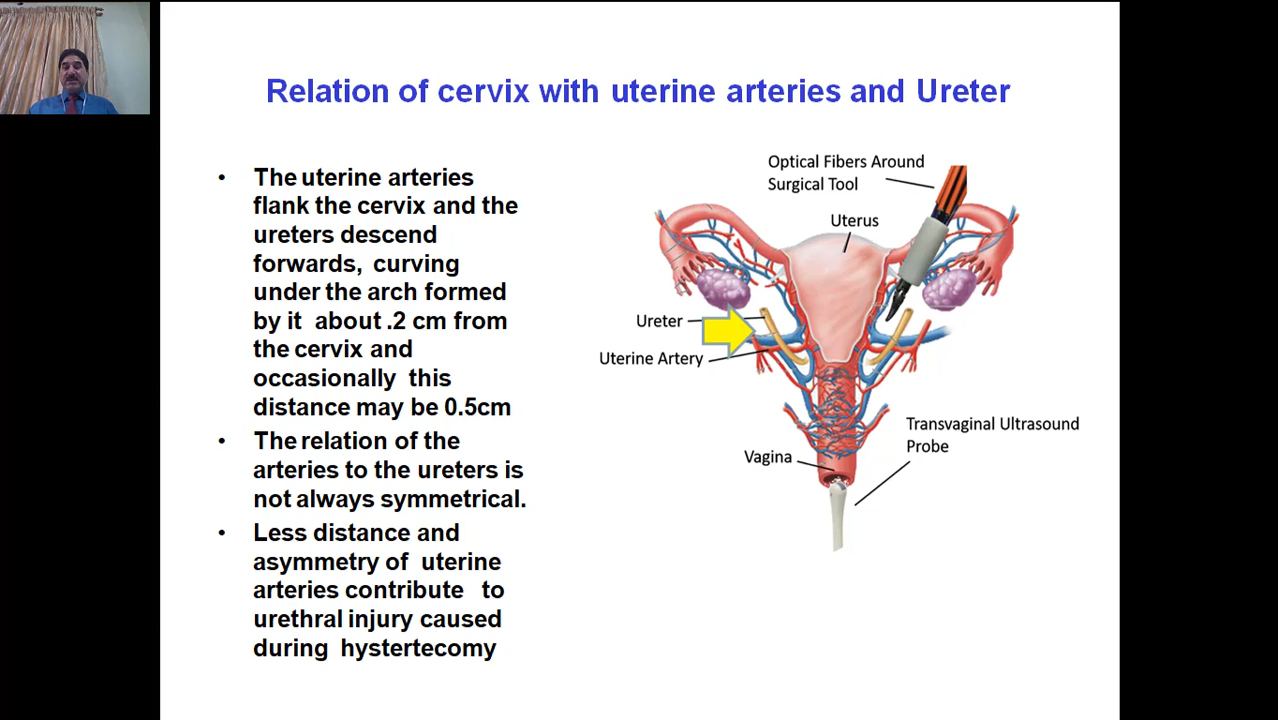 Relation of cervix with uterine arteries and Ureter
• The uterine arteries
flank the cervix and the
ureters descend
forwards, curving
under the arch formed
by it about .2 cm from
the cervix and
occasionally this
distance may be 0.5cm
• The relation of the
arteries to the ureters is
not always symmetrical.
• Less distance and
asymmetry of uterine
arteries contribute to
urethral injury caused
during hystertecomy
Optical Fibers Around
Surgical Tool
Uterus
Ureter
Uterine Artery
Transvaginal Ultrasound
Probe
Vagina